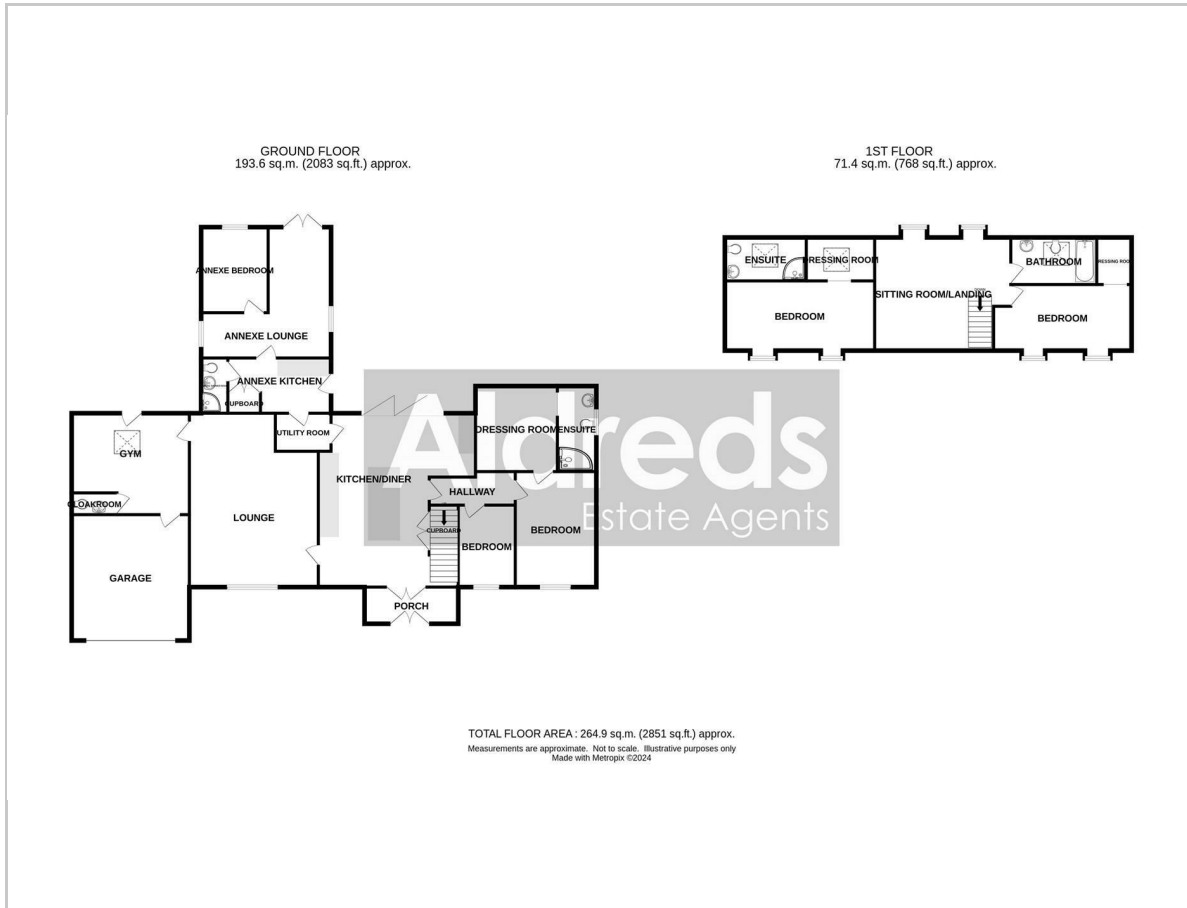 GROUND FLOOR
193.6 sq.m. (2083 sq.ft.) approx.
1ST FLOOR
71.4 sq.m. (768 sq.ft.) approx.
ANNEXE BEDROOM
ANNEXE LOUNGE
ANNEXE KITCHEN
CUPBOARD
UTILITY ROOM
GYM
CLOAKROOM
LOUNGE
GARAGE
KITCHEN/DINER
HALLWAY
CUPBOARD
DRESSING ROOM
ENSUITE
BEDROOM
BEDROOM
PORCH
ENSUITE
DRESSING ROOM
BEDROOM
SITTING ROOM/LANDING
BATHROOM
BEDROOM
Aldreds
Estate Agents
TOTAL FLOOR AREA : 264.9 sq.m. (2851 sq.ft.) approx.
Measurements are approximate. Not to scale. Illustrative purposes only
Made with Metropix ©2024